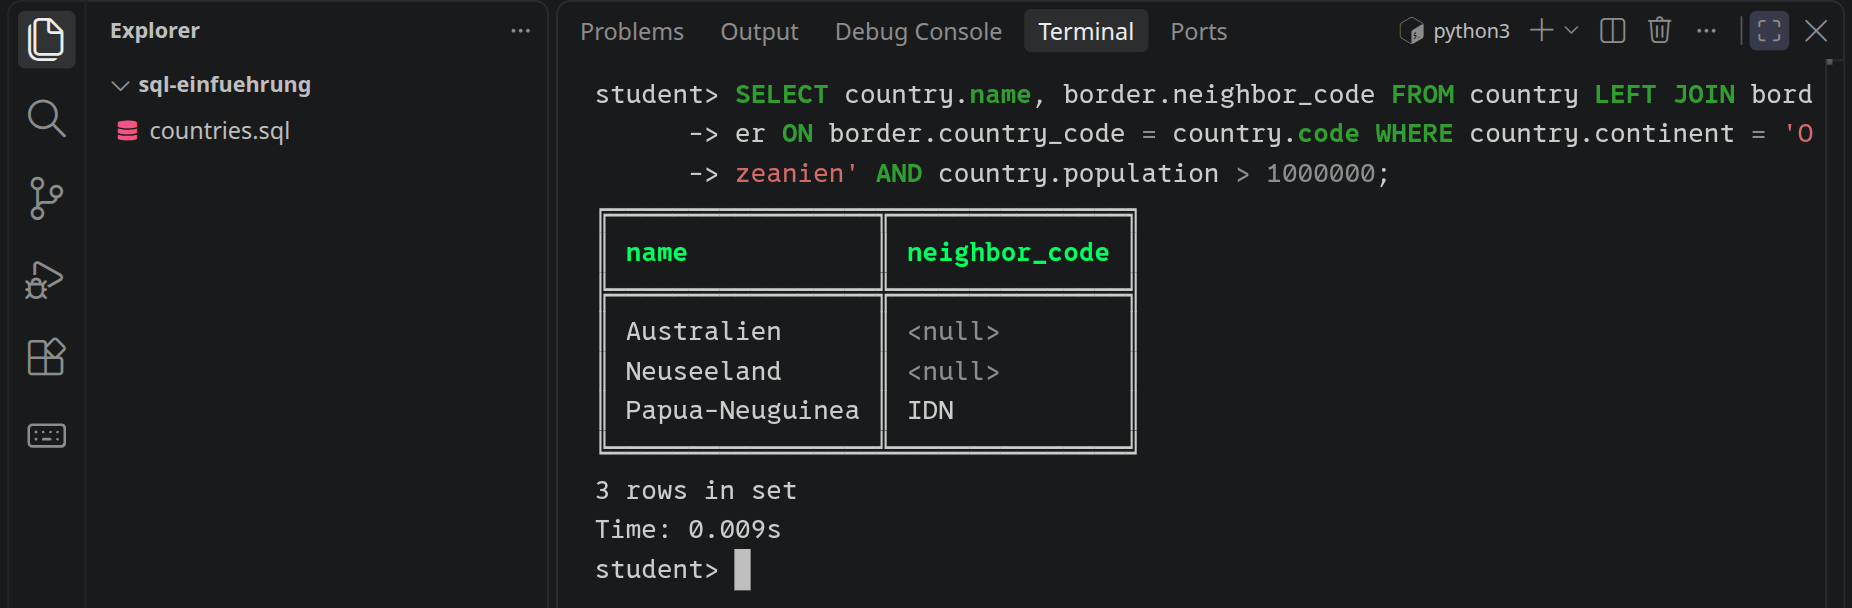 Explorer
sql-einfuehrung
countries.sql
Problems Output Debug Console Terminal Ports python3
student> SELECT country.name, border.neighbor_code FROM country LEFT JOIN bord
-> er ON border.country_code = country.code WHERE country.continent = 'O
-> zeanien' AND country.population > 1000000;
name neighbor_code
Australien <null>
Neuseeland <null>
Papua-Neuguinea IDN
3 rows in set
Time: 0.009s
student>